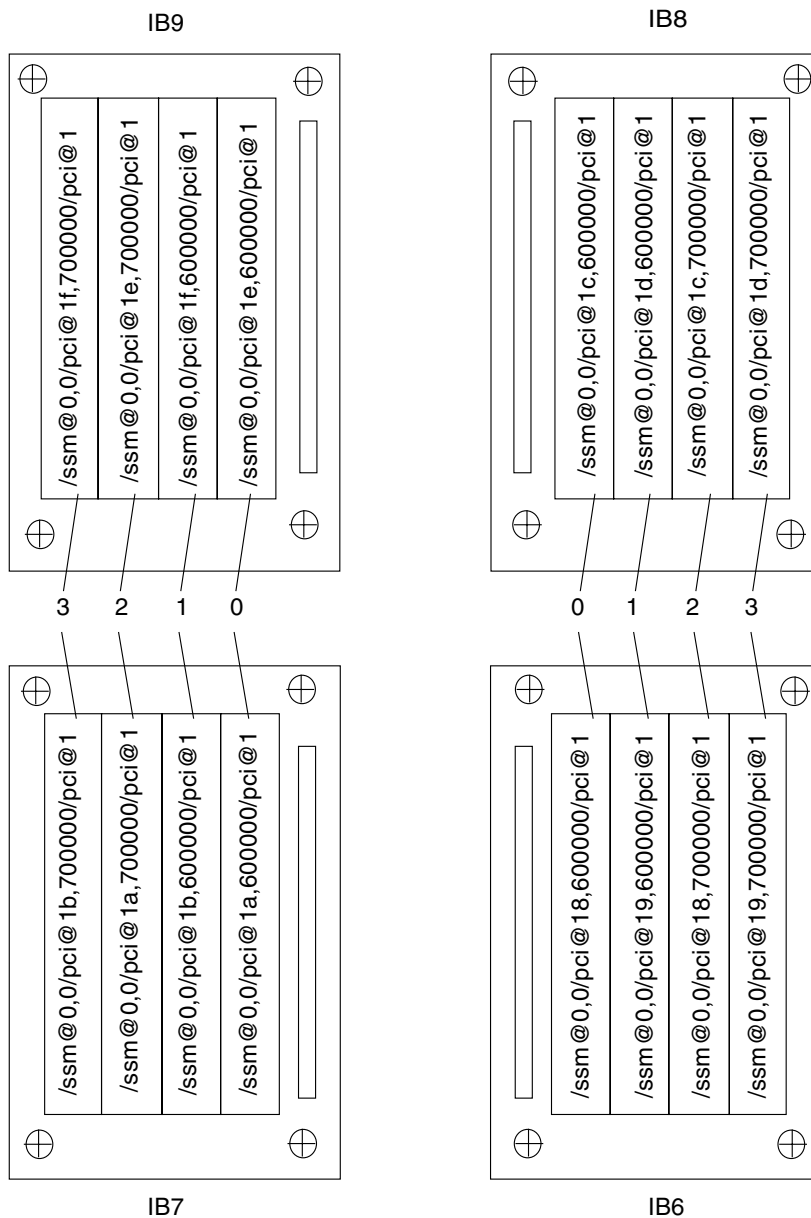 IB9
IB8
/ssm@0,0/pci@1f,700000/pci@1
/ssm@0,0/pci@1e,700000/pci@1
/ssm@0,0/pci@1f,600000/pci@1
/ssm@0,0/pci@1e,600000/pci@1
/ssm@0,0/pci@1c,600000/pci@1
/ssm@0,0/pci@1d,600000/pci@1
/ssm@0,0/pci@1c,700000/pci@1
/ssm@0,0/pci@1d,700000/pci@1
3 2 1 0
0 1 2 3
/ssm@0,0/pci@1b,700000/pci@1
/ssm@0,0/pci@1a,700000/pci@1
/ssm@0,0/pci@1b,600000/pci@1
/ssm@0,0/pci@1a,600000/pci@1
/ssm@0,0/pci@18,600000/pci@1
/ssm@0,0/pci@19,600000/pci@1
/ssm@0,0/pci@18,700000/pci@1
/ssm@0,0/pci@19,700000/pci@1
IB7
IB6